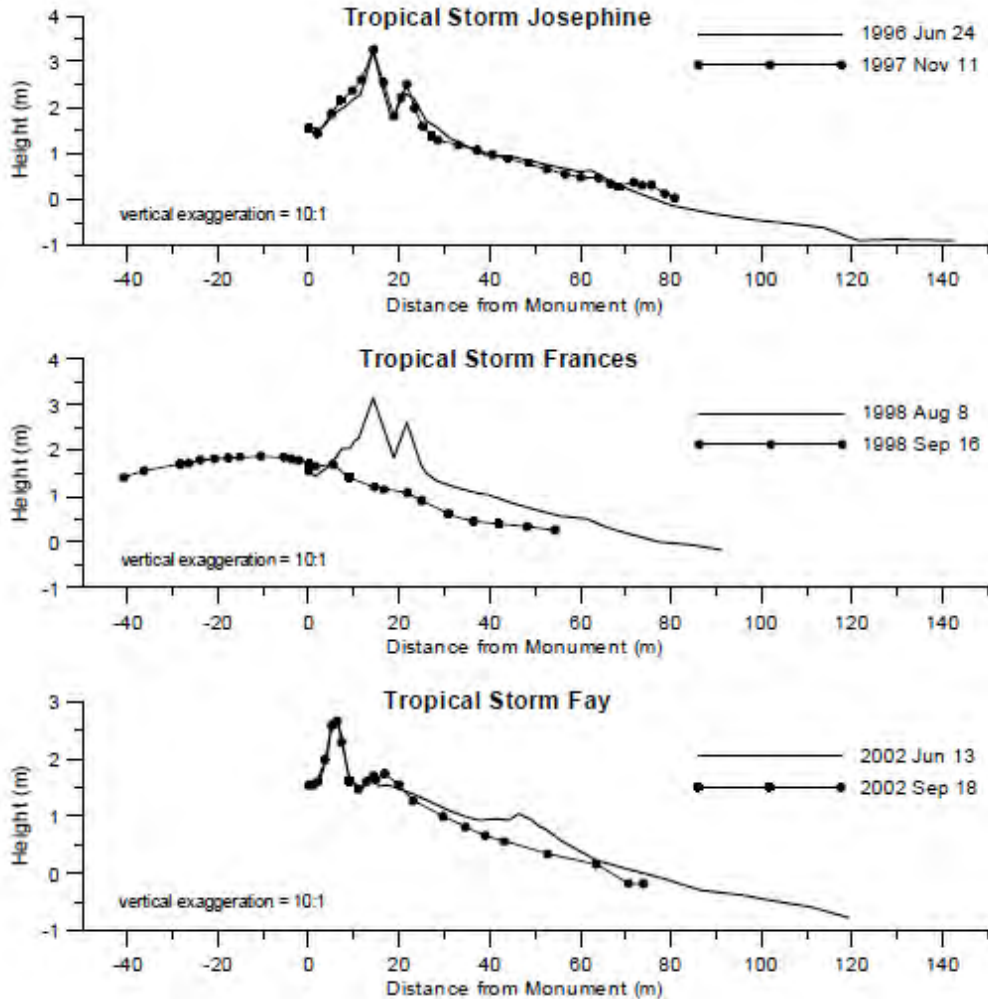 Tropical Storm Josephine
1996 Jun 24
1997 Nov 11
Height (m)
4
3
2
1
0
-1
vertical exaggeration = 10:1
-40 -20 0 20 40 60 80 100 120 140
Distance from Monument (m)
Tropical Storm Frances
1998 Aug 8
1998 Sep 16
Height (m)
4
3
2
1
0
-1
vertical exaggeration = 10:1
-40 -20 0 20 40 60 80 100 120 140
Distance from Monument (m)
Tropical Storm Fay
2002 Jun 13
2002 Sep 18
Height (m)
3
2
1
0
-1
vertical exaggeration = 10:1
-40 -20 0 20 40 60 80 100 120 140
Distance from Monument (m)